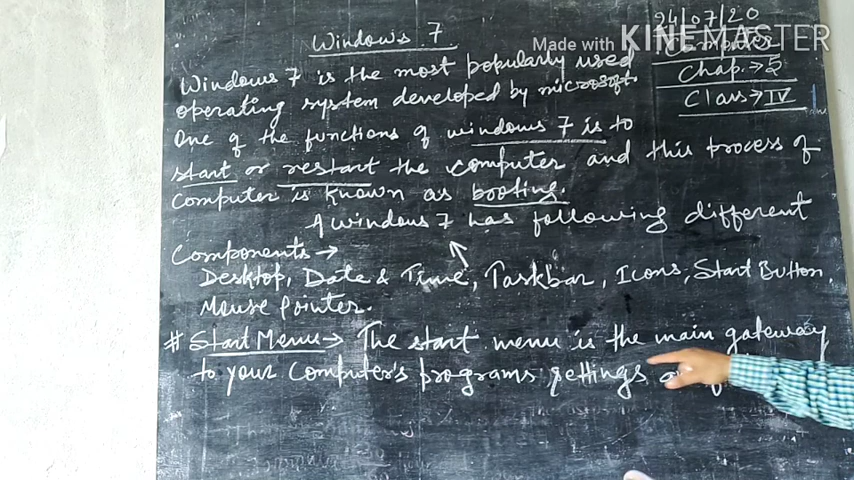 24/07/20
Made with KINEMASTER
Computer
Chap.→5
Class→IV
Windows 7
Windows 7 is the most popularly used
operating system developed by microsoft.
One of the functions of windows 7 is to
start or restart the computer and this process of
computer is known as booting.
A windows 7 has following different
Components→
Desktop, Date & Time, Taskbar, Icons, Start Button,
Mouse Pointer.
# Start Menu→ The start menu is the main gateway
to your computer's programs settings